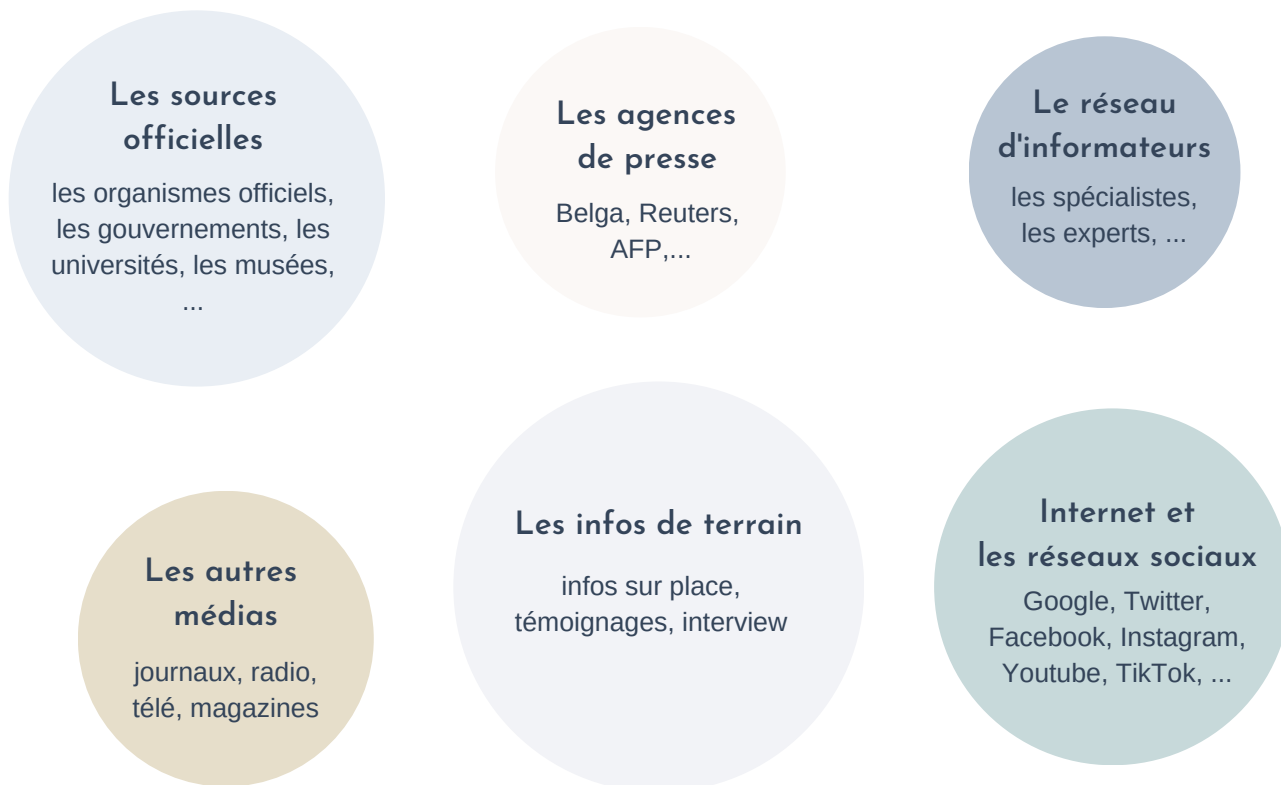 Les sources
officielles
les organismes officiels,
les gouvernements, les
universités, les musées,
...
Les agences
de presse
Belga, Reuters,
AFP,...
Le réseau
d'informateurs
les spécialistes,
les experts, ...
Les autres
médias
journaux, radio,
télé, magazines
Les infos de terrain
infos sur place,
témoignages, interview
Internet et
les réseaux sociaux
Google, Twitter,
Facebook, Instagram,
Youtube, TikTok, ...